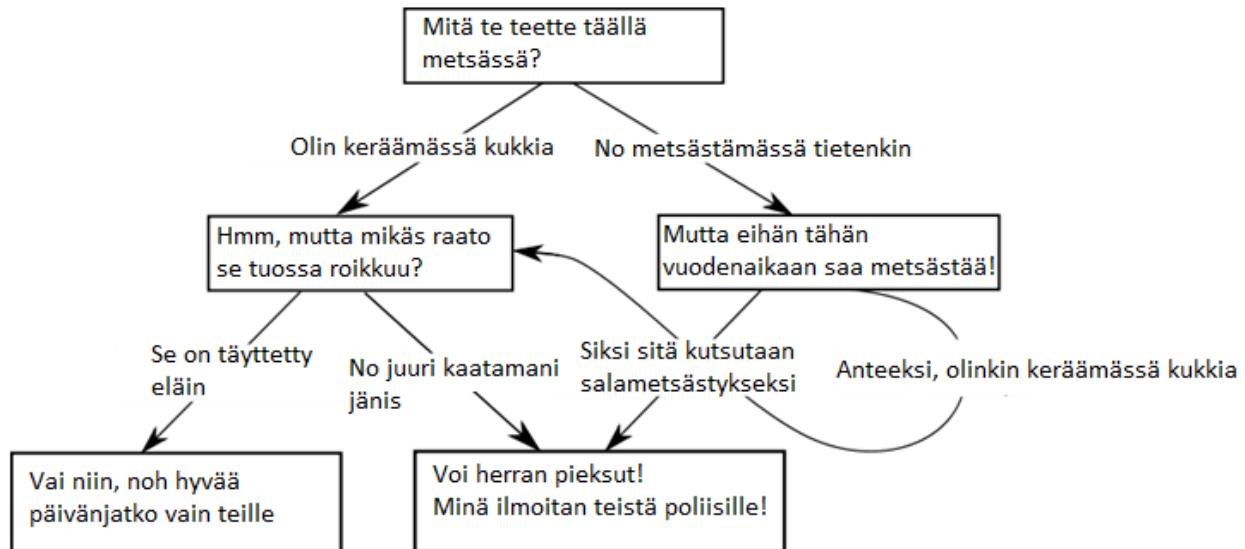 Mitä te teette täällä
metsässä?
Olin keräämässä kukkia
No metsästämässä tietenkin
Hmm, mutta mikäs raato
se tuossa roikkuu?
Mutta eihän tähän
vuodenaikaan saa metsästää!
Se on täyttetty
eläin
No juuri kaatamani
jänis
Siksi sitä kutsutaan
salametsästykseksi
Anteeksi, olinkin keräämässä kukkia
Vai niin, noh hyvää
päivänjatko vain teille
Voi herran pieksut!
Minä ilmoitan teistä poliisille!